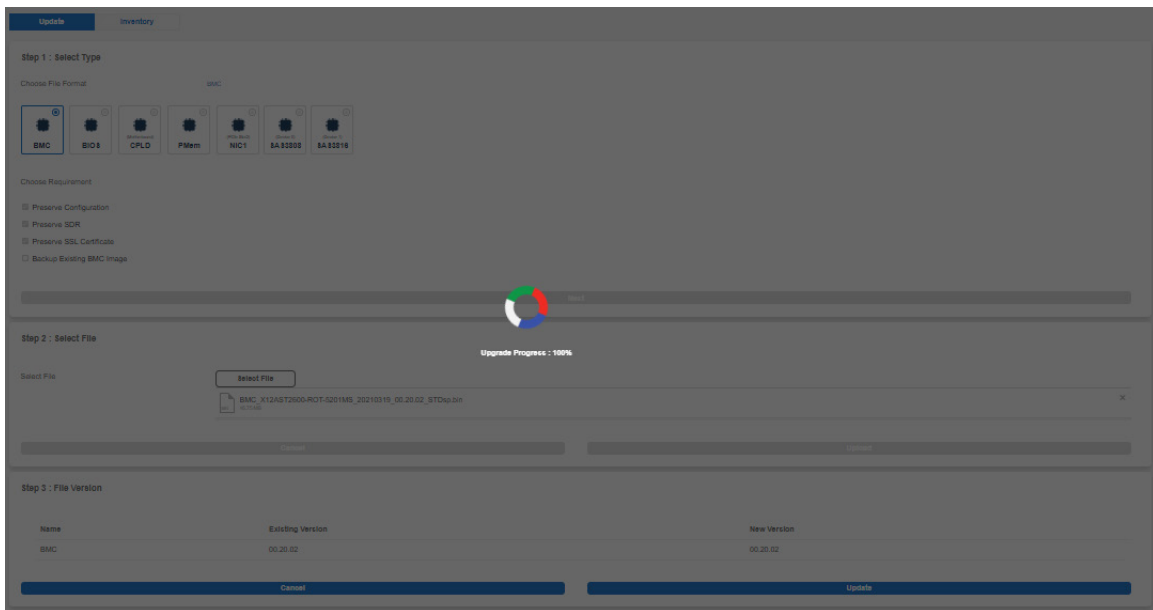 Update Inventory
Step 1 : Select Type
Choose File Format BMC
BMC BIOS CPLD PMem NIC1
Choose Requirement
Preserve Configuration
Preserve SDR
Preserve SSL Certificate
Backup Existing BMC Image
Next
Step 2 : Select File
Upgrade Progress : 100%
Select File Select File
BMC_X12AST2600-ROT-5201MS_20210319_00.20.02_STDsp.bin
Cancel Upload
Step 3 : File Version
Name Existing Version New Version
BMC 00.20.02 00.20.02
Cancel Update